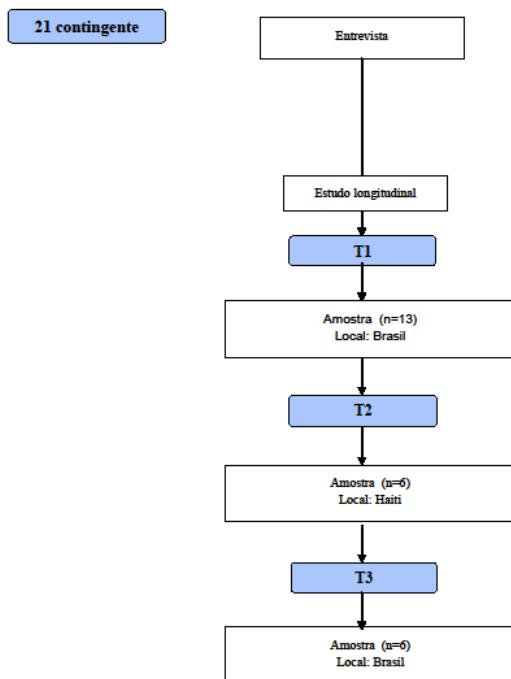 21 contingente
Entrevista
Estudo longitudinal
T1
Amostra (n=13)
Local: Brasil
T2
Amostra (n=6)
Local: Haiti
T3
Amostra (n=6)
Local: Brasil